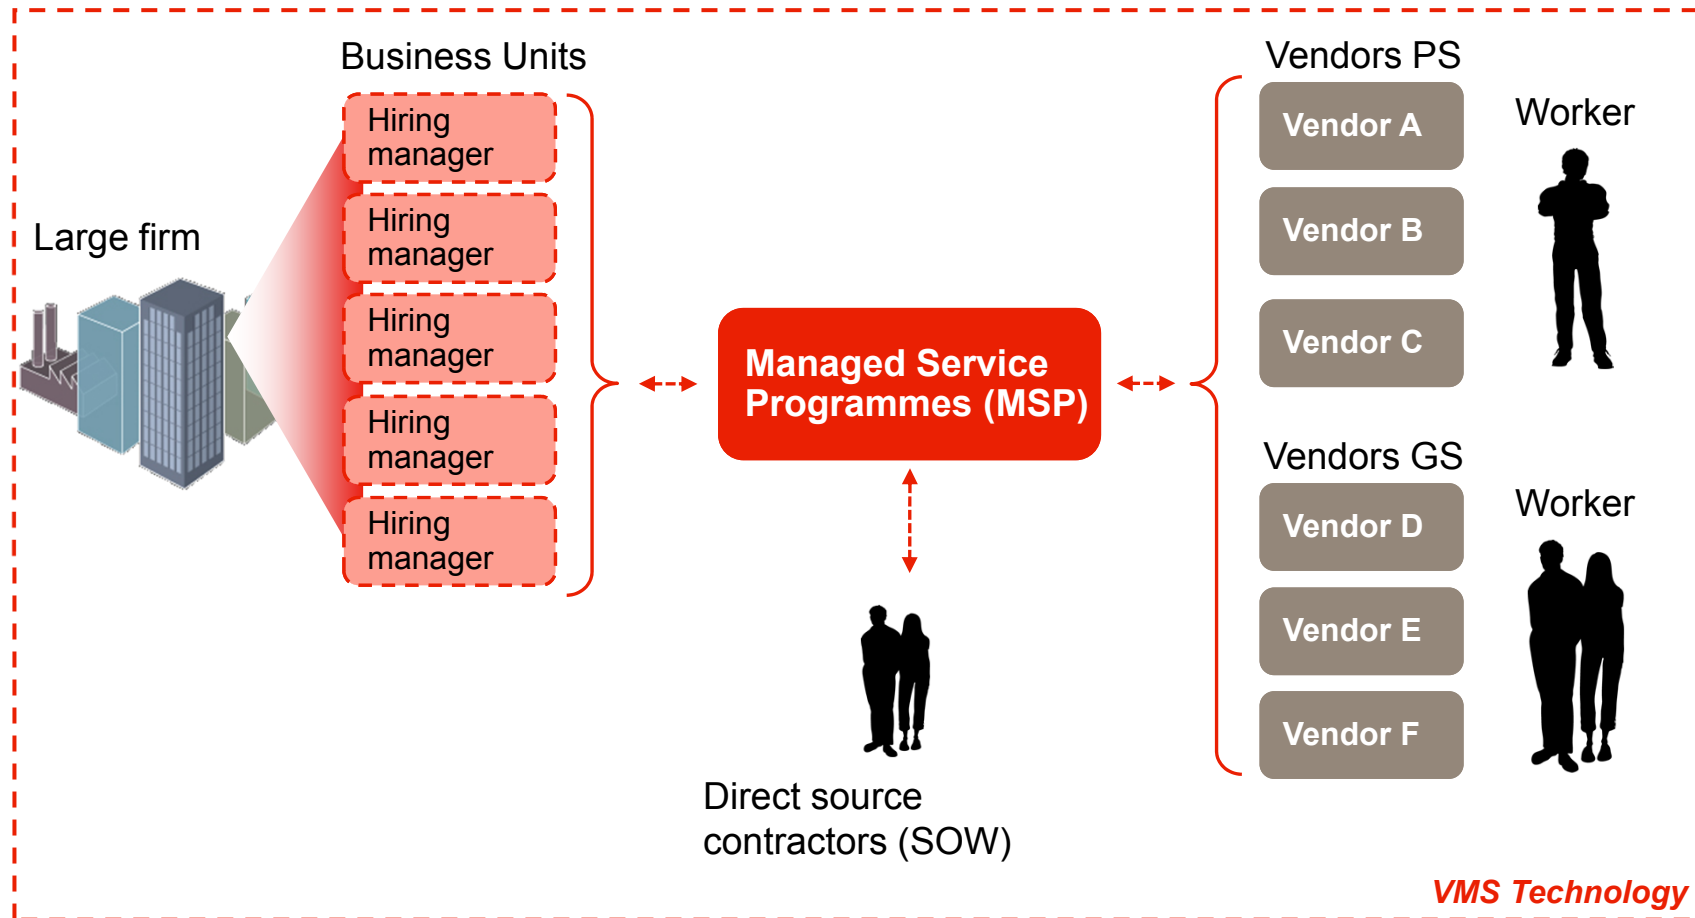 Large firm
Business Units
Hiring
manager
Hiring
manager
Hiring
manager
Hiring
manager
Hiring
manager
Managed Service
Programmes (MSP)
Direct source
contractors (SOW)
Vendors PS
Vendor A
Vendor B
Vendor C
Worker
Vendors GS
Vendor D
Vendor E
Vendor F
Worker
VMS Technology